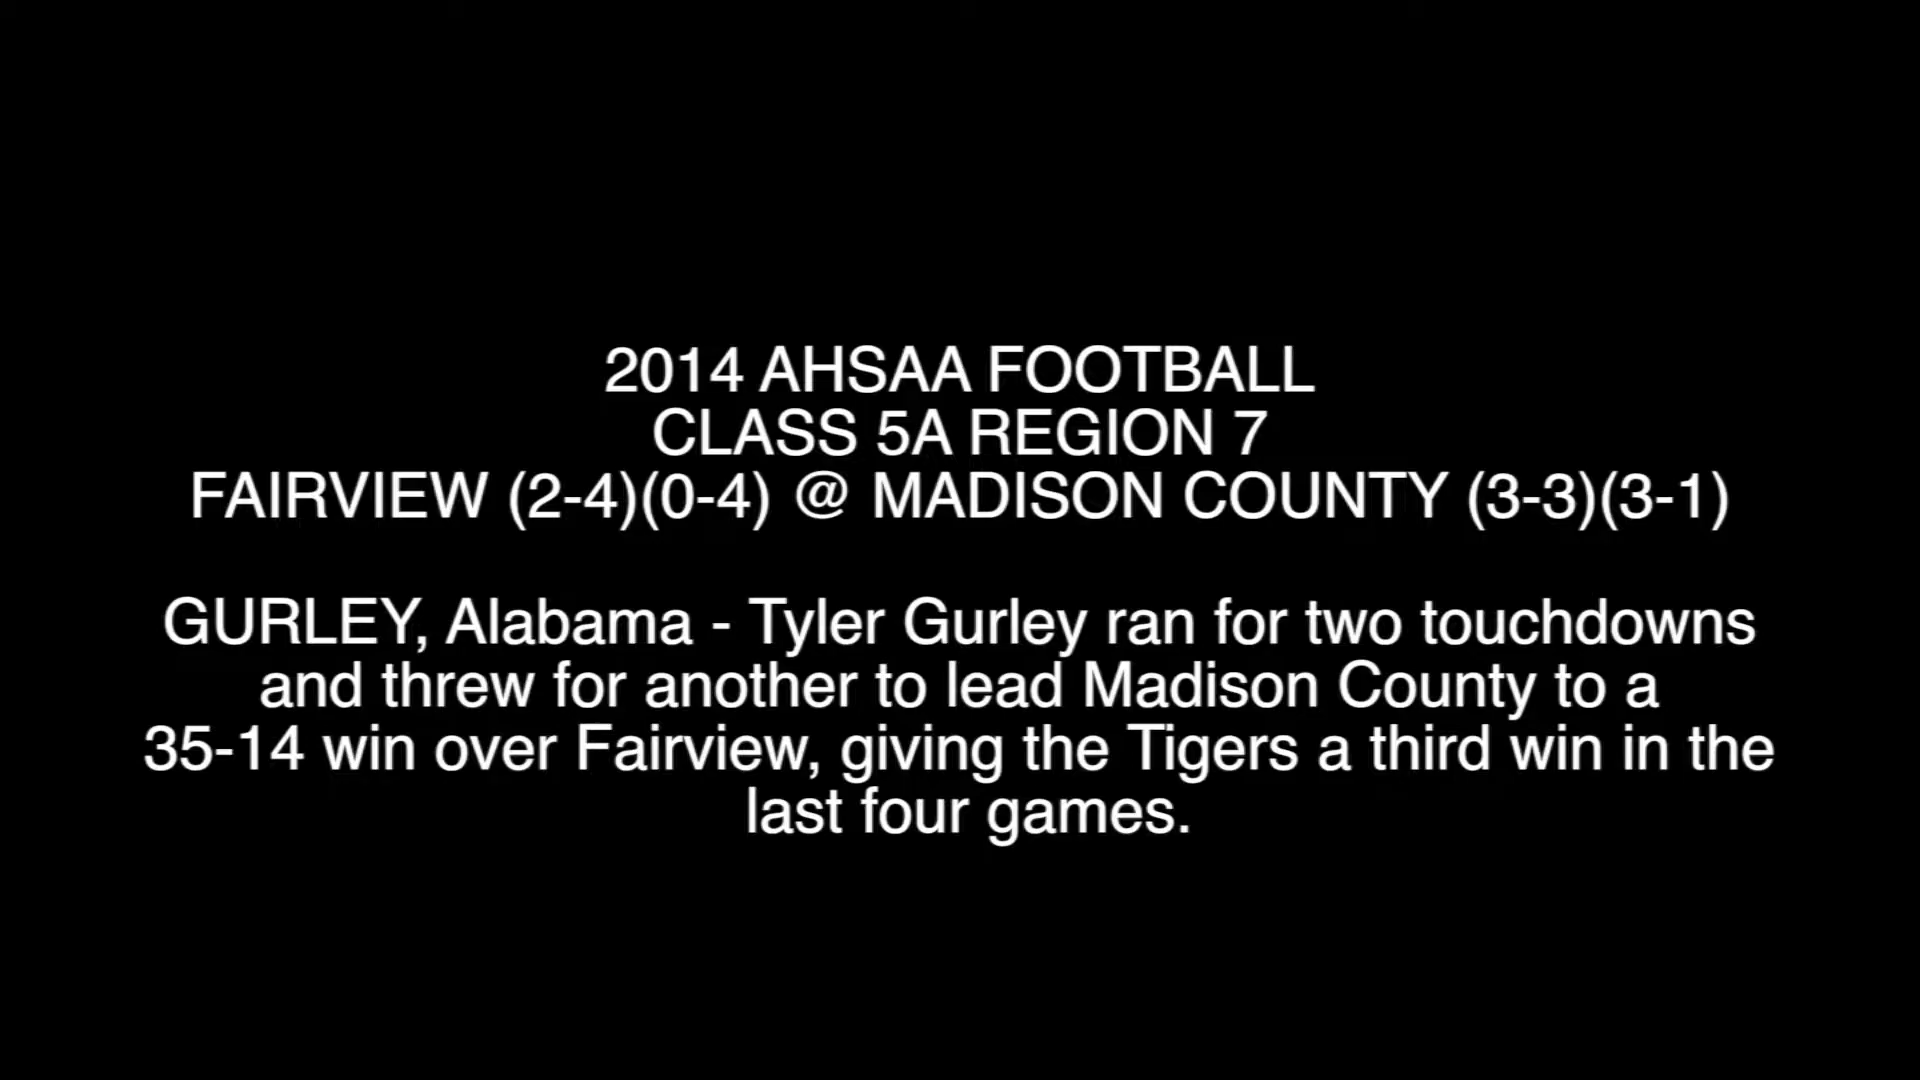 2014 AHSAA FOOTBALL
CLASS 5A REGION 7
FAIRVIEW (2-4)(0-4) @ MADISON COUNTY (3-3)(3-1)
GURLEY, Alabama - Tyler Gurley ran for two touchdowns
and threw for another to lead Madison County to a
35-14 win over Fairview, giving the Tigers a third win in the
last four games.